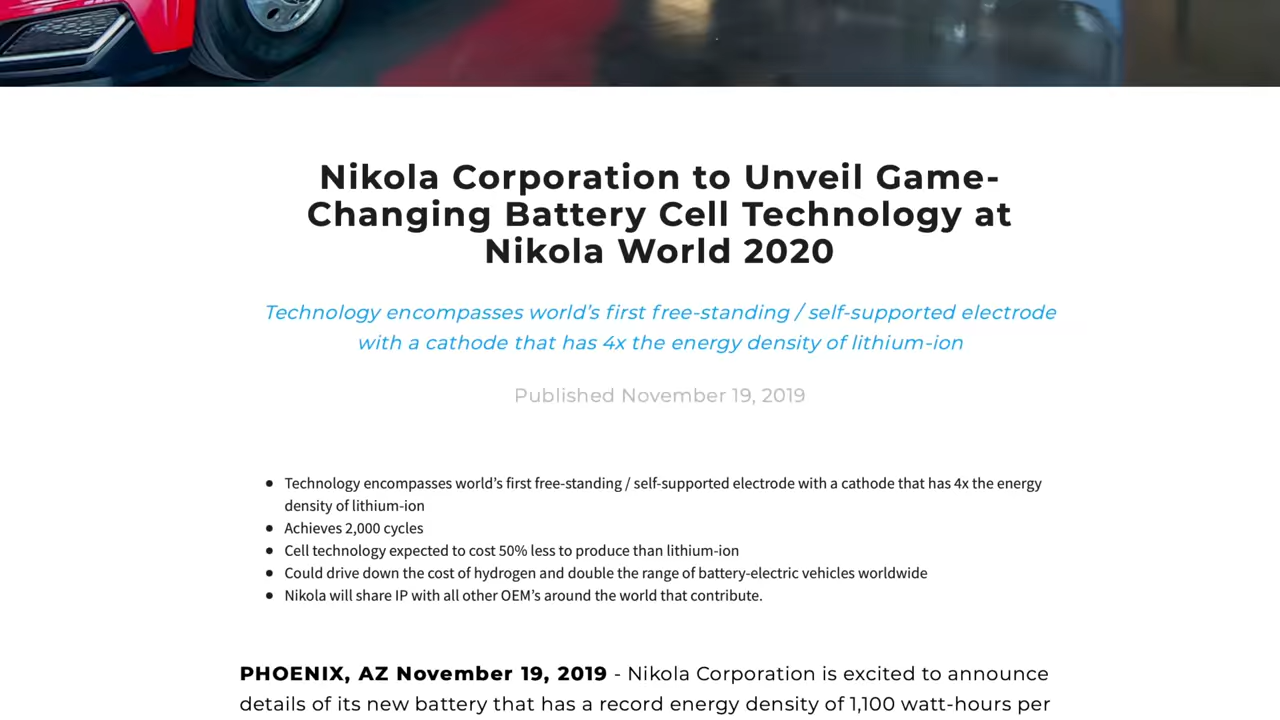 Nikola Corporation to Unveil Game-
Changing Battery Cell Technology at
Nikola World 2020
Technology encompasses world's first free-standing / self-supported electrode
with a cathode that has 4x the energy density of lithium-ion
Published November 19, 2019
• Technology encompasses world's first free-standing / self-supported electrode with a cathode that has 4x the energy
density of lithium-ion
• Achieves 2,000 cycles
• Cell technology expected to cost 50% less to produce than lithium-ion
• Could drive down the cost of hydrogen and double the range of battery-electric vehicles worldwide
• Nikola will share IP with all other OEM's around the world that contribute.
PHOENIX, AZ November 19, 2019 - Nikola Corporation is excited to announce
details of its new battery that has a record energy density of 1,100 watt-hours per